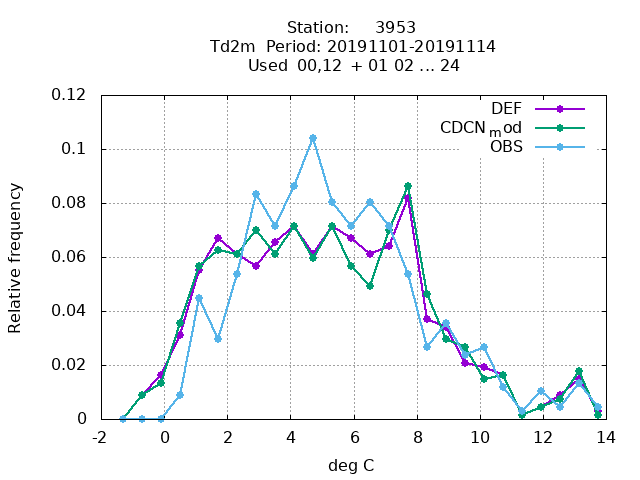 Station: 3953
Td2m Period: 20191101-20191114
Used 00,12 + 01 02 ... 24
0.12
0.1
0.08
0.06
0.04
0.02
0
Relative frequency
DEF
CDCN_mod
OBS
-2 0 2 4 6 8 10 12 14
deg C